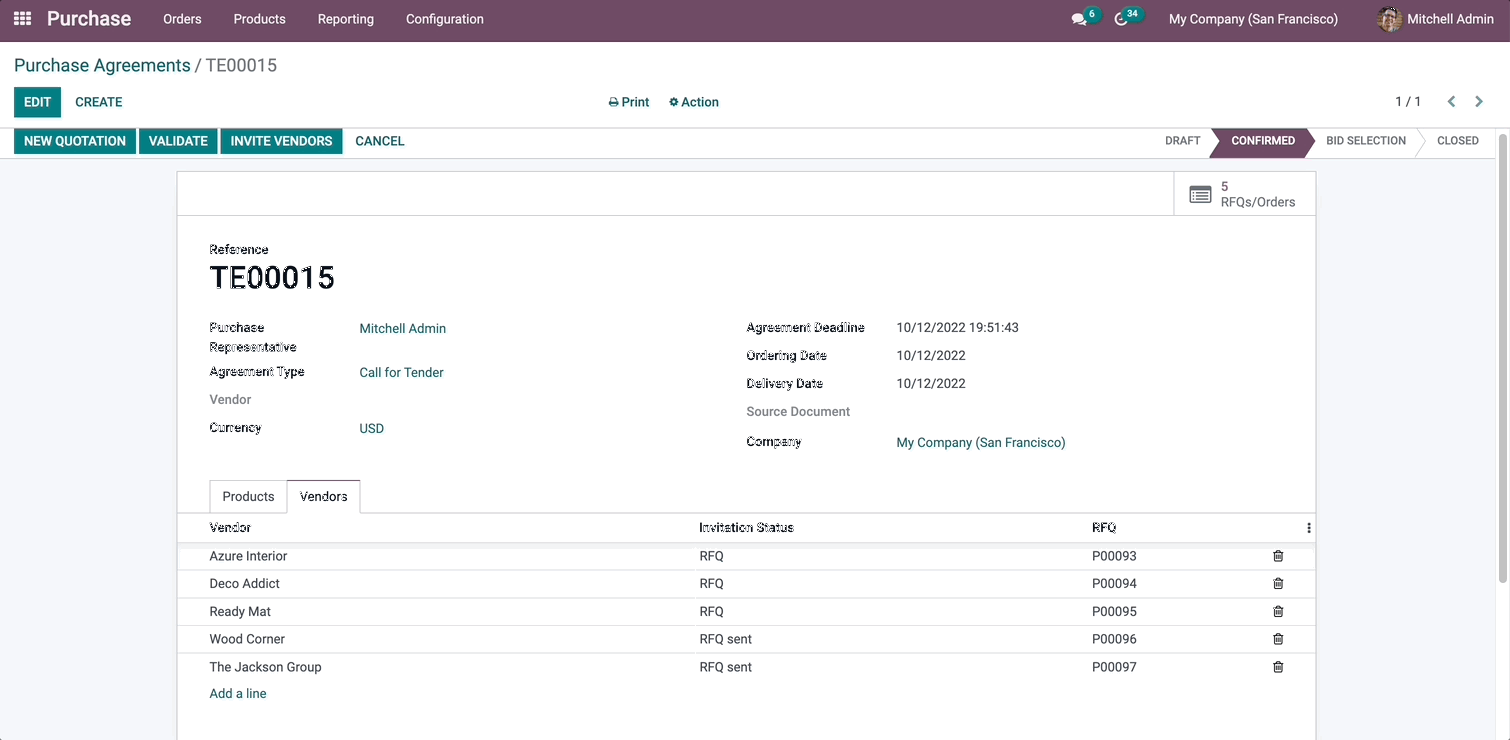 Purchase Orders Products Reporting Configuration 6 34 My Company (San Francisco) Mitchell Admin
Purchase Agreements / TE00015
EDIT CREATE Print Action 1 / 1
NEW QUOTATION VALIDATE INVITE VENDORS CANCEL DRAFT CONFIRMED BID SELECTION CLOSED
5
RFQs/Orders
Reference
TE00015
Purchase Representative Mitchell Admin
Agreement Type Call for Tender
Vendor
Currency USD
Agreement Deadline 10/12/2022 19:51:43
Ordering Date 10/12/2022
Delivery Date 10/12/2022
Source Document
Company My Company (San Francisco)
Products Vendors
Vendor Invitation Status RFQ
Azure Interior RFQ P00093
Deco Addict RFQ P00094
Ready Mat RFQ P00095
Wood Corner RFQ sent P00096
The Jackson Group RFQ sent P00097
Add a line